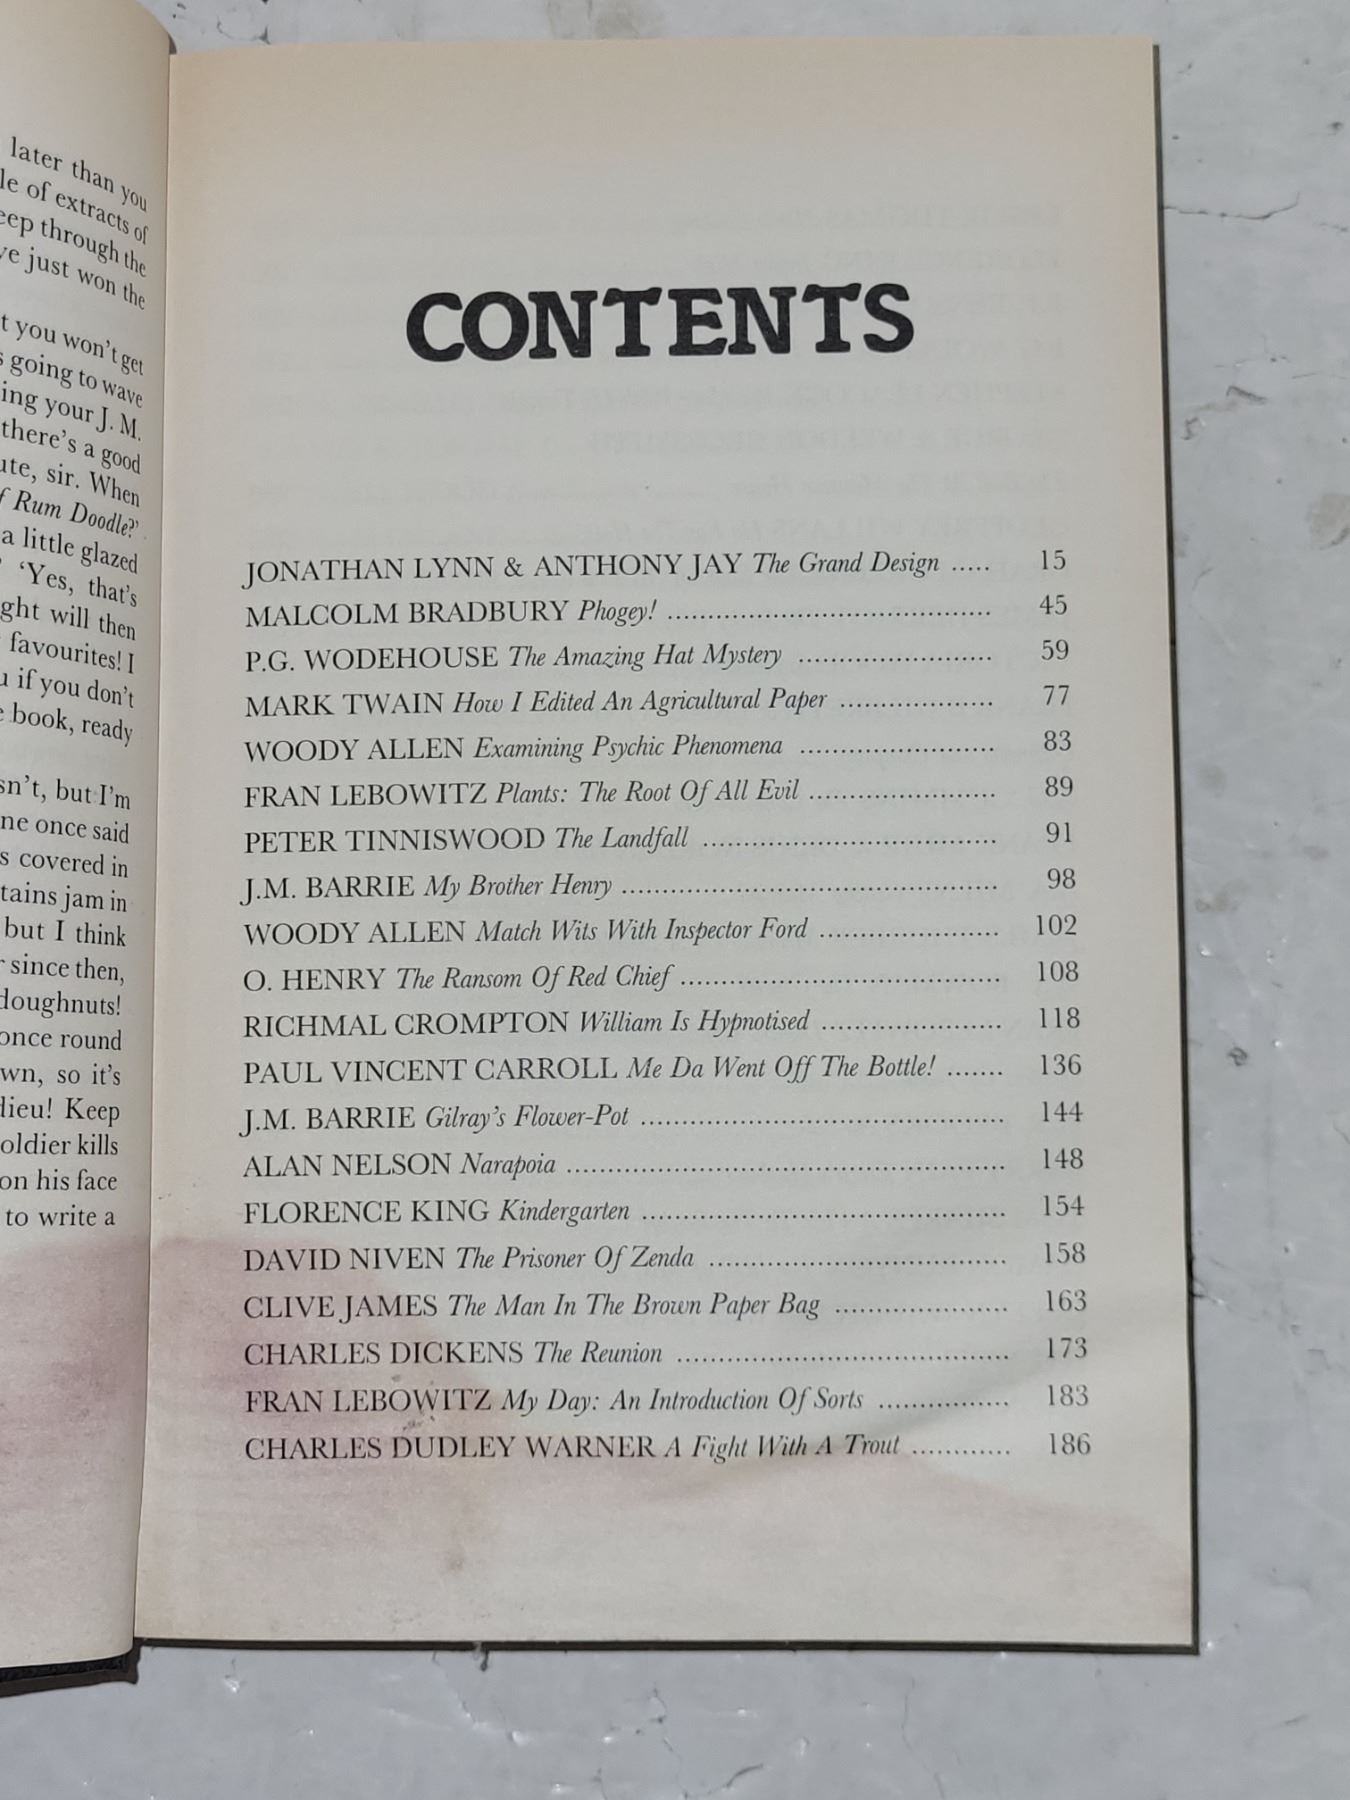 later than you
le of extracts of
eep through the
ve just won the
t you won't get
s going to wave
ing your J. M.
there's a good
ute, sir. When
f Rum Doodle?'
a little glazed
' 'Yes, that's
ght will then
favourites! I
u if you don't
e book, ready
sn't, but I'm
ne once said
s covered in
tains jam in
but I think
r since then,
doughnuts!
once round
wn, so it's
dieu! Keep
oldier kills
on his face
to write a
CONTENTS
JONATHAN LYNN & ANTHONY JAY The Grand Design ..... 15
MALCOLM BRADBURY Phogey! ........................................ 45
P.G. WODEHOUSE The Amazing Hat Mystery ........................ 59
MARK TWAIN How I Edited An Agricultural Paper ................... 77
WOODY ALLEN Examining Psychic Phenomena ........................ 83
FRAN LEBOWITZ Plants: The Root Of All Evil ....................... 89
PETER TINNISWOOD The Landfall .................................... 91
J.M. BARRIE My Brother Henry .............................................. 98
WOODY ALLEN Match Wits With Inspector Ford ...................... 102
O. HENRY The Ransom Of Red Chief ....................................... 108
RICHMAL CROMPTON William Is Hypnotised ...................... 118
PAUL VINCENT CARROLL Me Da Went Off The Bottle! ....... 136
J.M. BARRIE Gilray's Flower-Pot ............................................. 144
ALAN NELSON Narapoia ...................................................... 148
FLORENCE KING Kindergarten ............................................. 154
DAVID NIVEN The Prisoner Of Zenda ..................................... 158
CLIVE JAMES The Man In The Brown Paper Bag ..................... 163
CHARLES DICKENS The Reunion ......................................... 173
FRAN LEBOWITZ My Day: An Introduction Of Sorts ................ 183
CHARLES DUDLEY WARNER A Fight With A Trout ............ 186